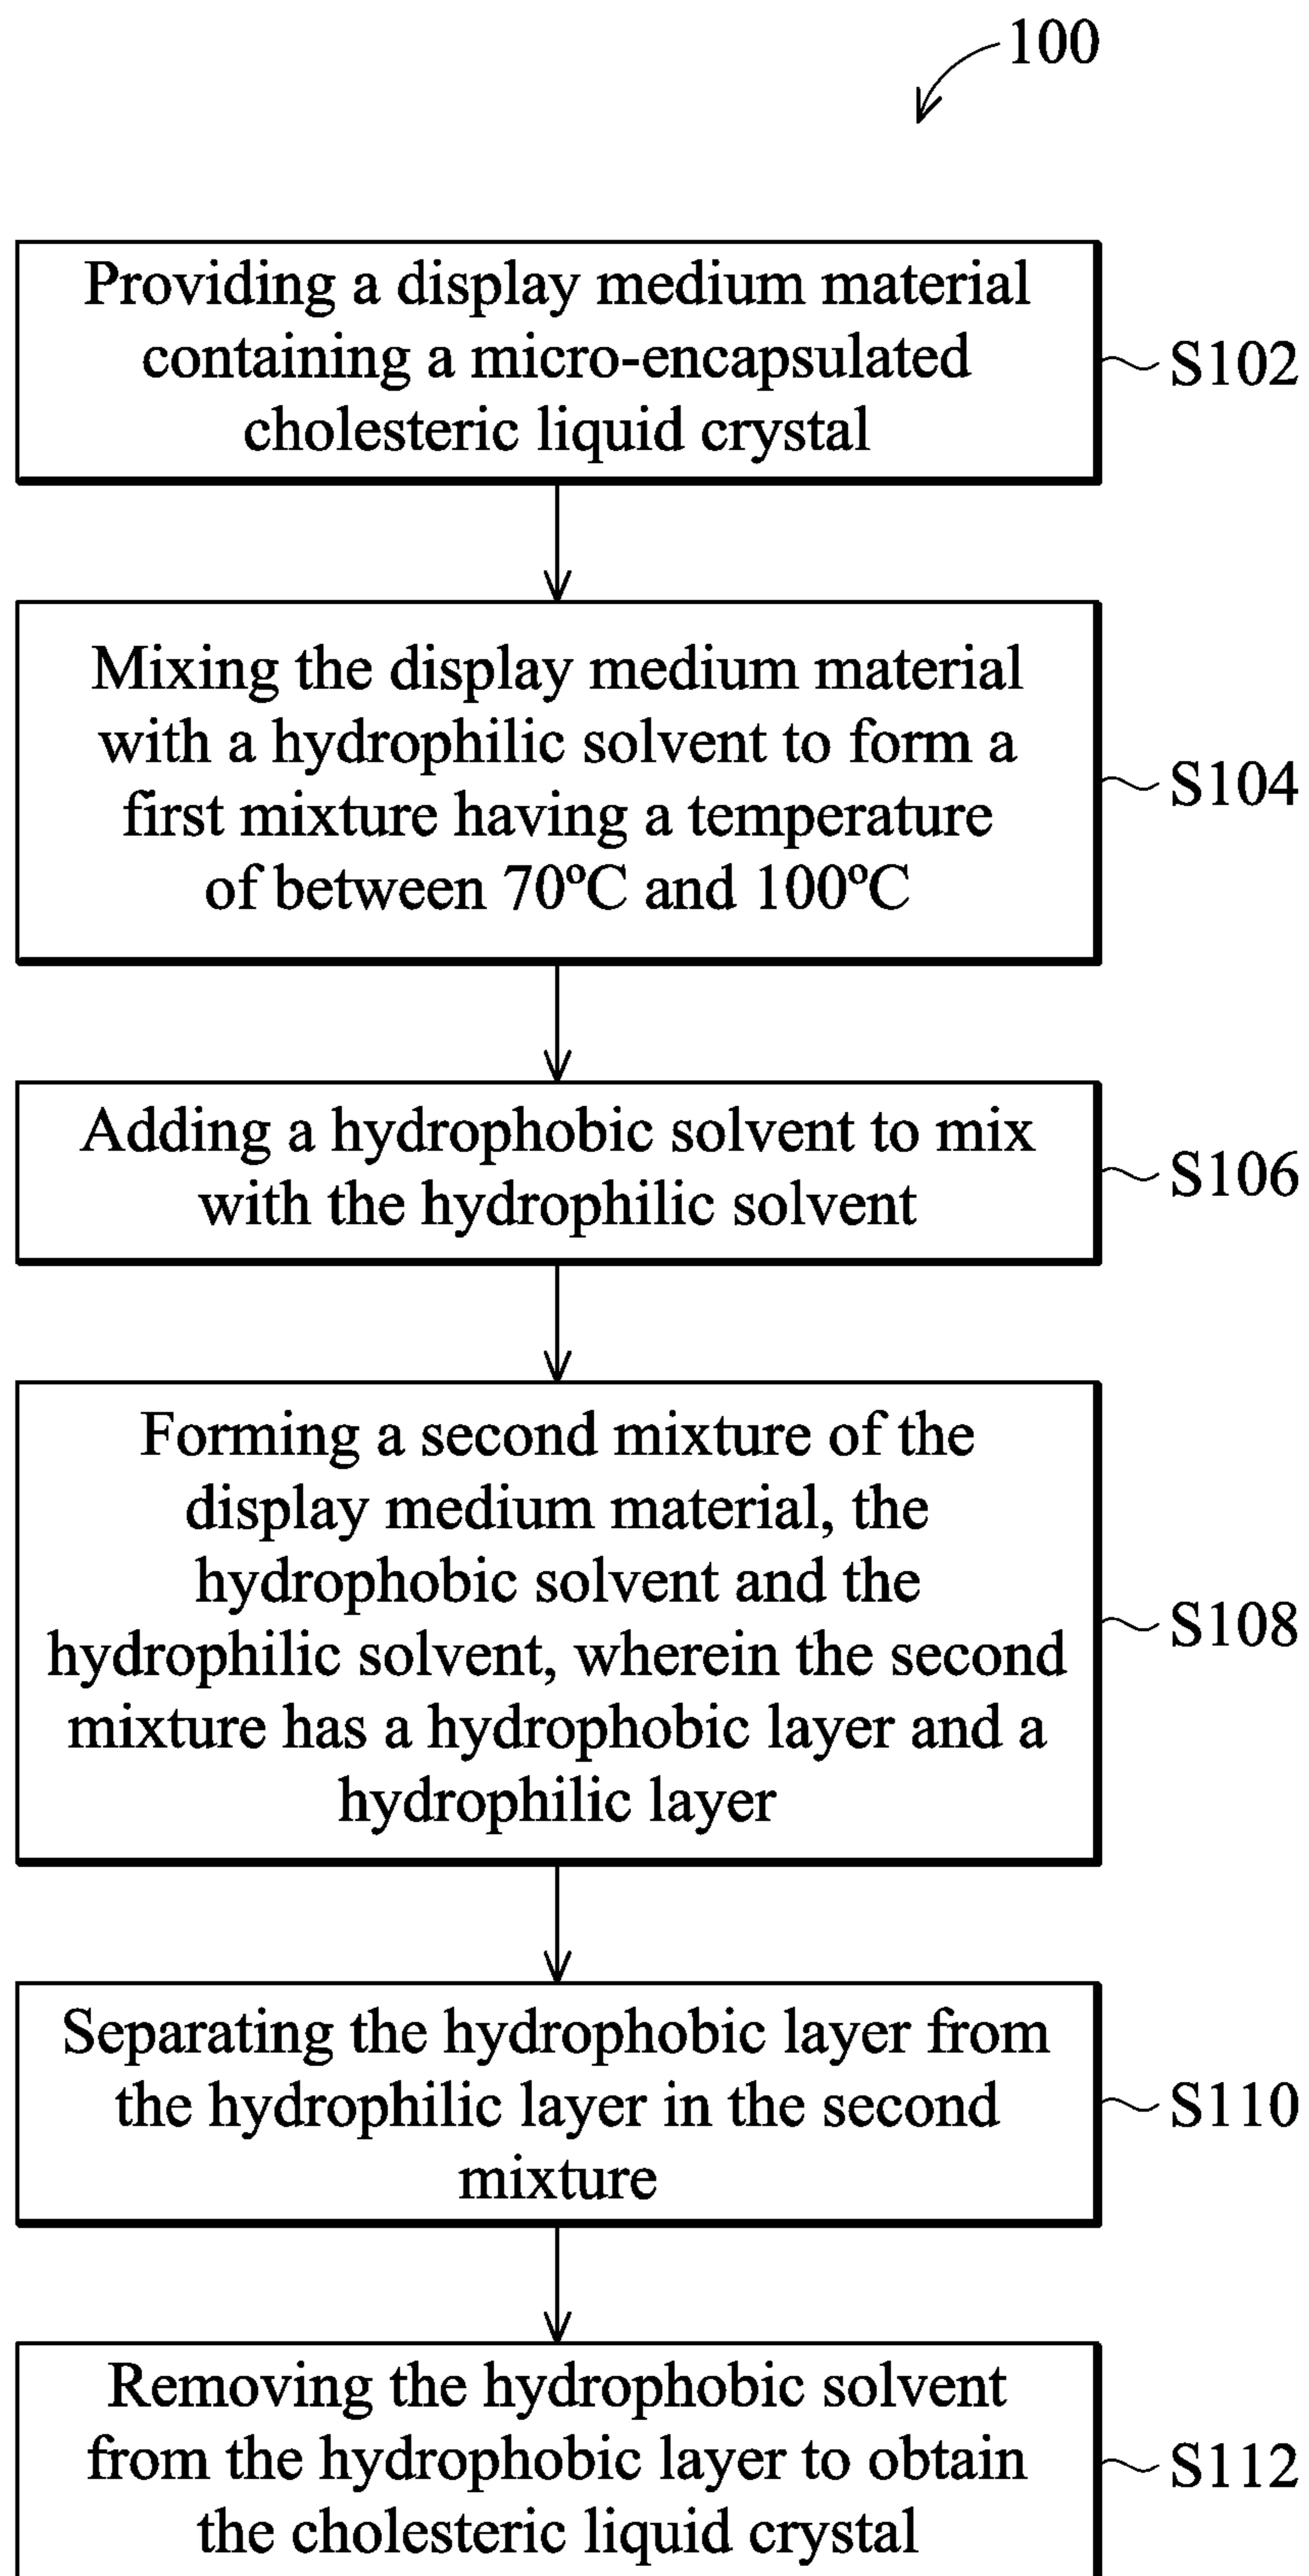 100
Providing a display medium material
containing a micro-encapsulated
cholesteric liquid crystal
S102
Mixing the display medium material
with a hydrophilic solvent to form a
first mixture having a temperature
of between 70ºC and 100ºC
S104
Adding a hydrophobic solvent to mix
with the hydrophilic solvent
S106
Forming a second mixture of the
display medium material, the
hydrophobic solvent and the
hydrophilic solvent, wherein the second
mixture has a hydrophobic layer and a
hydrophilic layer
S108
Separating the hydrophobic layer from
the hydrophilic layer in the second
mixture
S110
Removing the hydrophobic solvent
from the hydrophobic layer to obtain
the cholesteric liquid crystal
S112